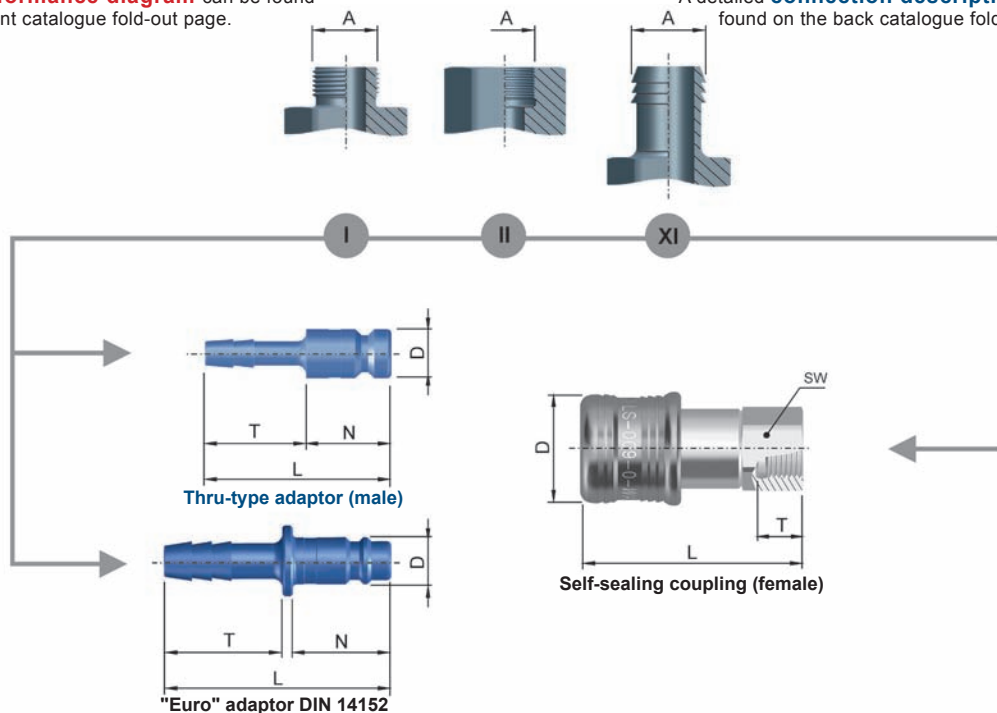 formance diagram can be found
nt catalogue fold-out page.
A detailed connection descripti
found on the back catalogue fold
A
A
A
I
II
XI
D
T
N
L
Thru-type adaptor (male)
D
T
N
L
"Euro" adaptor DIN 14152
SW
D
T
L
Self-sealing coupling (female)